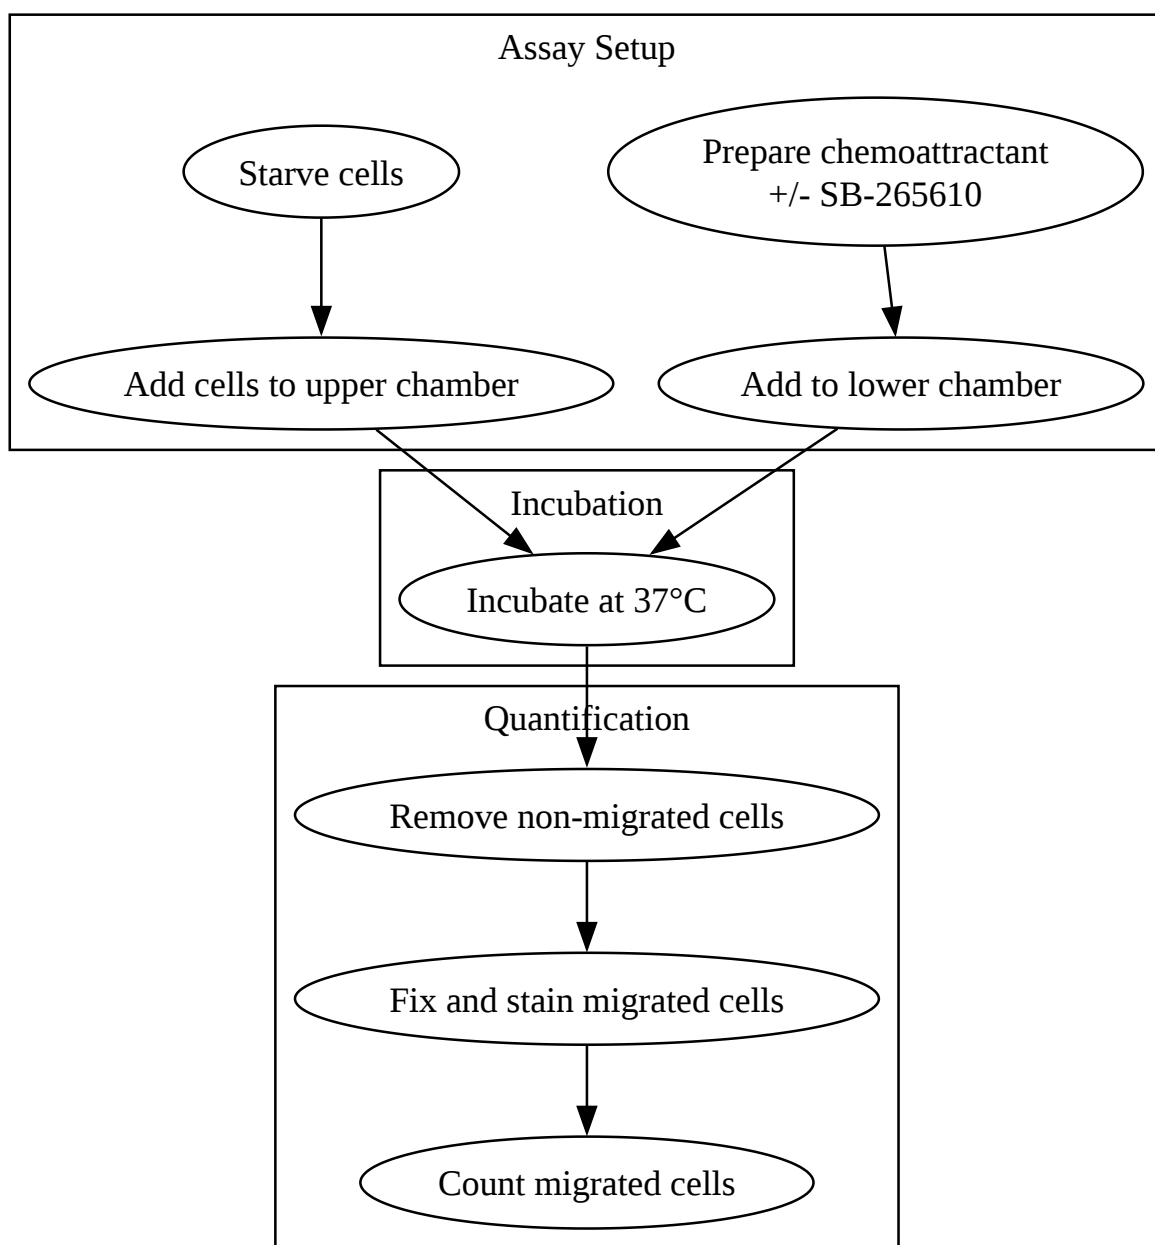 Assay Setup
Starve cells
Prepare chemoattractant
+/- SB-265610
Add cells to upper chamber
Add to lower chamber
Incubation
Incubate at 37°C
Quantification
Remove non-migrated cells
Fix and stain migrated cells
Count migrated cells